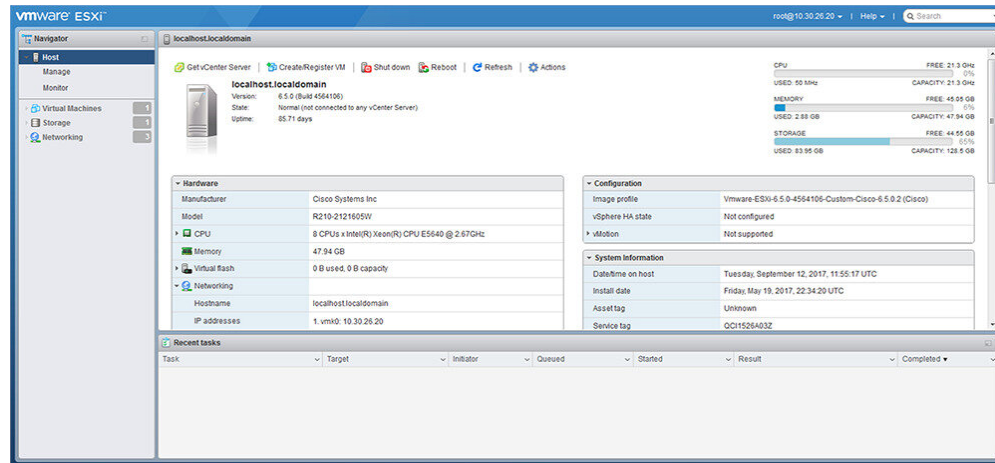 vmware ESXi™
root@10.30.26.20 | Help | Search
Navigator
Host
Manage
Monitor
Virtual Machines 1
Storage 1
Networking 3
localhost.localdomain
Get vCenter Server | Create/Register VM | Shut down Reboot | Refresh | Actions
localhost.localdomain
Version: 6.5.0 (Build 4564106)
State: Normal (not connected to any vCenter Server)
Uptime: 85.71 days
CPU FREE: 21.3 GHz
0%
USED: 50 MHz CAPACITY: 21.3 GHz
MEMORY FREE: 45.05 GB
6%
USED: 2.88 GB CAPACITY: 47.94 GB
STORAGE FREE: 44.55 GB
65%
USED: 83.95 GB CAPACITY: 128.5 GB
Hardware
Manufacturer Cisco Systems Inc
Model R210-2121605W
CPU 8 CPUs x Intel(R) Xeon(R) CPU E5640 @ 2.67GHz
Memory 47.94 GB
Virtual flash 0 B used, 0 B capacity
Networking
Hostname localhost.localdomain
IP addresses 1. vmk0: 10.30.26.20
Configuration
Image profile Vmware-ESXi-6.5.0-4564106-Custom-Cisco-6.5.0.2 (Cisco)
vSphere HA state Not configured
vMotion Not supported
System Information
Date/time on host Tuesday, September 12, 2017, 11:55:17 UTC
Install date Friday, May 19, 2017, 22:34:20 UTC
Asset tag Unknown
Service tag QCI1526A03Z
Recent tasks
Task Target Initiator Queued Started Result Completed